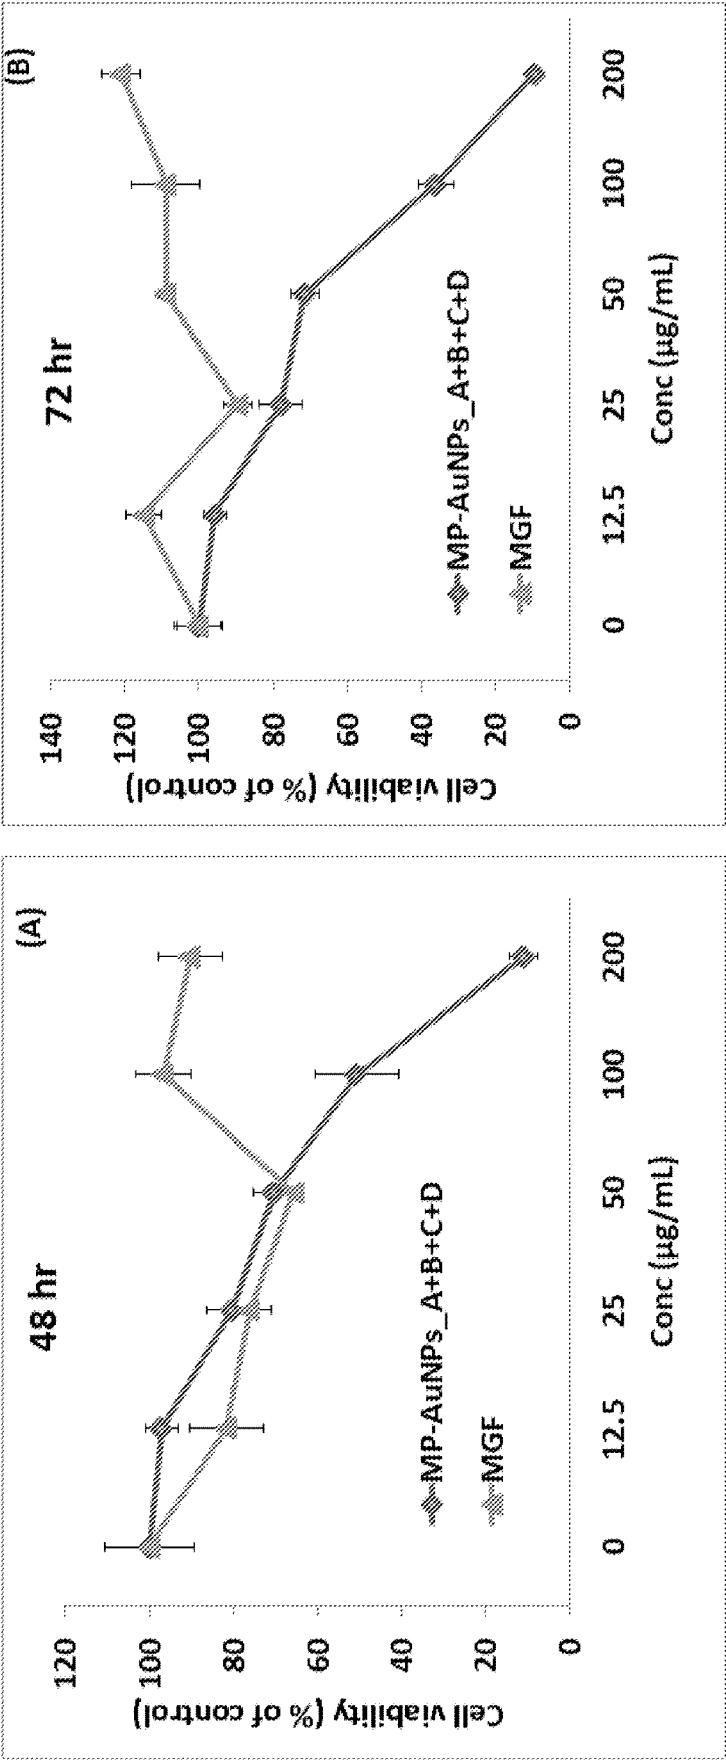 (A)
48 hr
Cell viability (% of control)
120
100
80
60
40
20
0
MP-AuNPs_A+B+C+D
MGF
0 12.5 25 50 100 200
Conc (µg/mL)
(B)
72 hr
Cell viability (% of control)
140
120
100
80
60
40
20
0
MP-AuNPs_A+B+C+D
MGF
0 12.5 25 50 100 200
Conc (µg/mL)